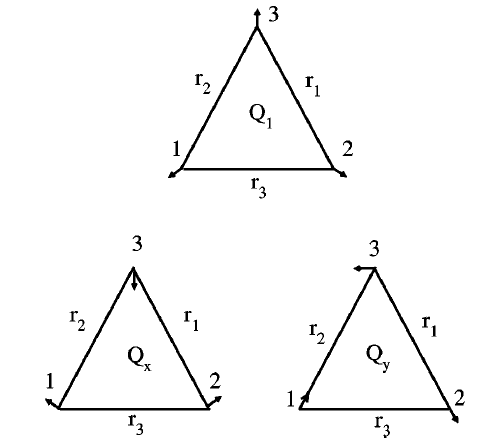 3
r2 r1
Q1
1 2
r3
3 3
r2 r1 r2 r1
Qx Qy
1 2 1 2
r3 r3